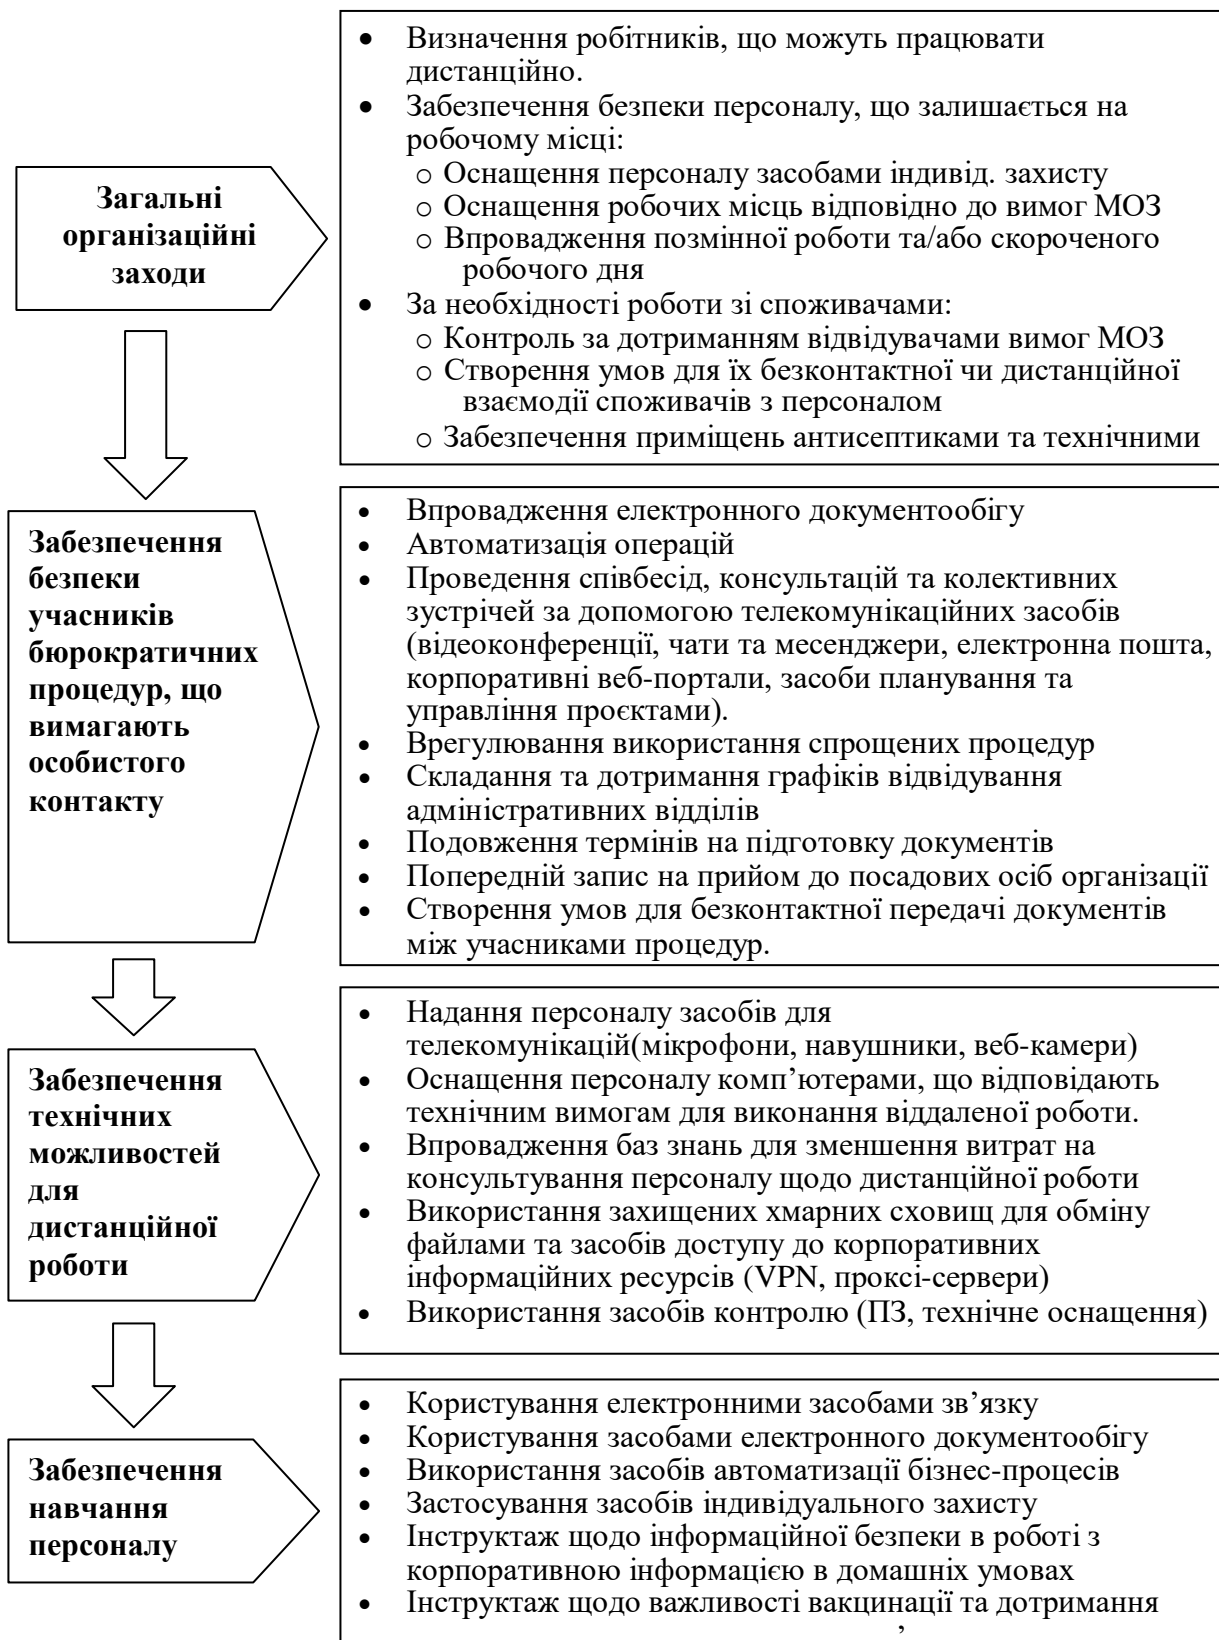 Загальні
організаційні
заходи
• Визначення робітників, що можуть працювати
дистанційно.
• Забезпечення безпеки персоналу, що залишається на
робочому місці:
o Оснащення персоналу засобами індивід. захисту
o Оснащення робочих місць відповідно до вимог МОЗ
o Впровадження позмінної роботи та/або скороченого
робочого дня
• За необхідності роботи зі споживачами:
o Контроль за дотриманням відвідувачами вимог МОЗ
o Створення умов для їх безконтактної чи дистанційної
взаємодії споживачів з персоналом
o Забезпечення приміщень антисептиками та технічними
Забезпечення
безпеки
учасників
бюрократичних
процедур, що
вимагають
особистого
контакту
• Впровадження електронного документообігу
• Автоматизація операцій
• Проведення співбесід, консультацій та колективних
зустрічей за допомогою телекомунікаційних засобів
(відеоконференції, чати та месенджери, електронна пошта,
корпоративні веб-портали, засоби планування та
управління проєктами).
• Врегулювання використання спрощених процедур
• Складання та дотримання графіків відвідування
адміністративних відділів
• Подовження термінів на підготовку документів
• Попередній запис на прийом до посадових осіб організації
• Створення умов для безконтактної передачі документів
між учасниками процедур.
Забезпечення
технічних
можливостей
для
дистанційної
роботи
• Надання персоналу засобів для
телекомунікацій(мікрофони, навушники, веб-камери)
• Оснащення персоналу комп’ютерами, що відповідають
технічним вимогам для виконання віддаленої роботи.
• Впровадження баз знань для зменшення витрат на
консультування персоналу щодо дистанційної роботи
• Використання захищених хмарних сховищ для обміну
файлами та засобів доступу до корпоративних
інформаційних ресурсів (VPN, проксі-сервери)
• Використання засобів контролю (ПЗ, технічне оснащення)
Забезпечення
навчання
персоналу
• Користування електронними засобами зв’язку
• Користування засобами електронного документообігу
• Використання засобів автоматизації бізнес-процесів
• Застосування засобів індивідуального захисту
• Інструктаж щодо інформаційної безпеки в роботі з
корпоративною інформацією в домашніх умовах
• Інструктаж щодо важливості вакцинації та дотримання